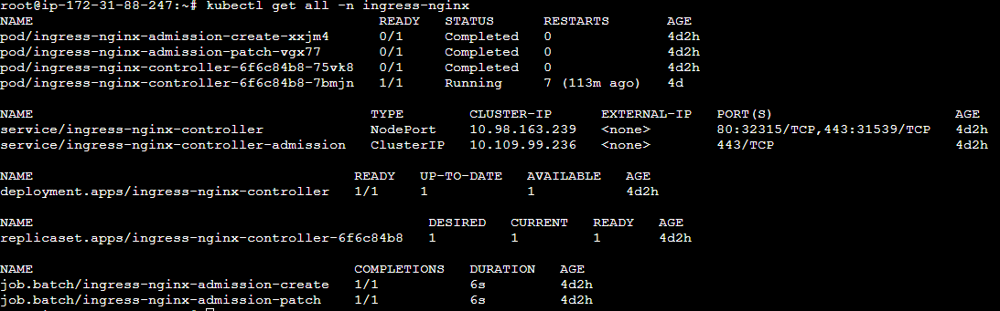 root@ip-172-31-88-247:~# kubectl get all -n ingress-nginx
NAME READY STATUS RESTARTS AGE
pod/ingress-nginx-admission-create-xxjm4 0/1 Completed 0 4d2h
pod/ingress-nginx-admission-patch-vgx77 0/1 Completed 0 4d2h
pod/ingress-nginx-controller-6f6c84b8-75vk8 0/1 Completed 0 4d2h
pod/ingress-nginx-controller-6f6c84b8-7bmjn 1/1 Running 7 (113m ago) 4d
NAME TYPE CLUSTER-IP EXTERNAL-IP PORT(S) AGE
service/ingress-nginx-controller NodePort 10.98.163.239 <none> 80:32315/TCP,443:31539/TCP 4d2h
service/ingress-nginx-controller-admission ClusterIP 10.109.99.236 <none> 443/TCP 4d2h
NAME READY UP-TO-DATE AVAILABLE AGE
deployment.apps/ingress-nginx-controller 1/1 1 1 4d2h
NAME DESIRED CURRENT READY AGE
replicaset.apps/ingress-nginx-controller-6f6c84b8 1 1 1 4d2h
NAME COMPLETIONS DURATION AGE
job.batch/ingress-nginx-admission-create 1/1 6s 4d2h
job.batch/ingress-nginx-admission-patch 1/1 6s 4d2h